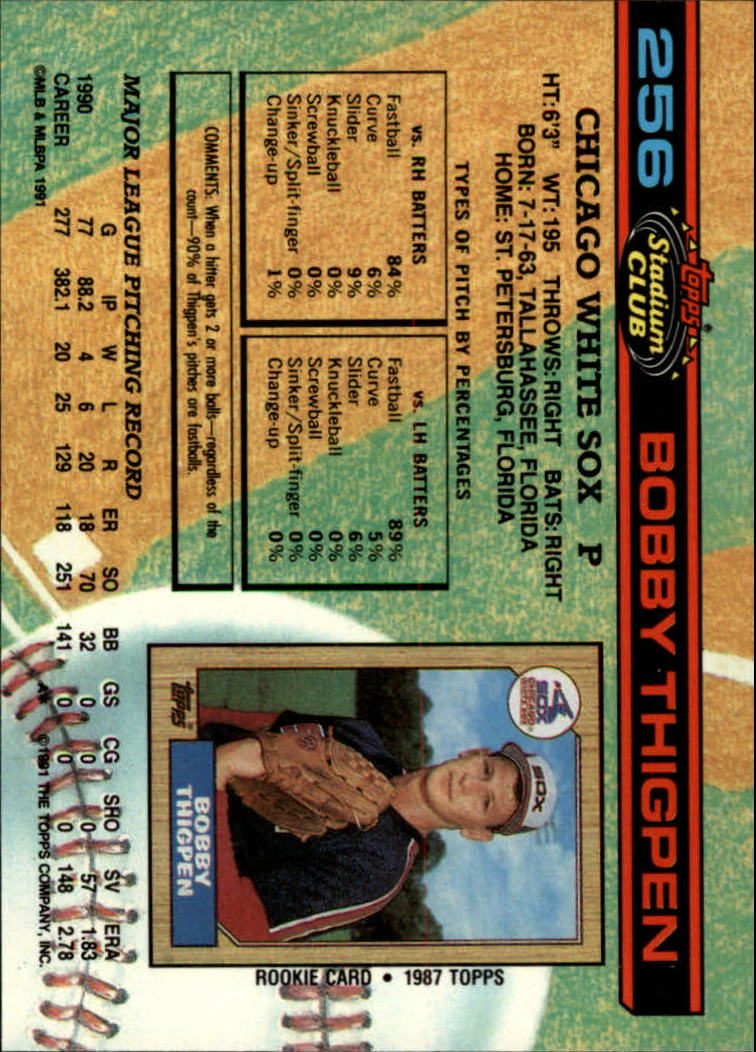 256
Topps®
Stadium
CLUB
BOBBY THIGPEN
CHICAGO WHITE SOX P
HT:6'3" WT:195 THROWS:RIGHT BATS:RIGHT
BORN: 7-17-63, TALLAHASSEE, FLORIDA
HOME: ST. PETERSBURG, FLORIDA
TYPES OF PITCH BY PERCENTAGES
vs. RH BATTERS
Fastball 84%
Curve 6%
Slider 9%
Knuckleball 0%
Screwball 0%
Sinker/Split-finger 0%
Change-up 1%
vs. LH BATTERS
Fastball 89%
Curve 5%
Slider 6%
Knuckleball 0%
Screwball 0%
Sinker/Split-finger 0%
Change-up 0%
COMMENTS: When a hitter gets 2 or more balls—regardless of the
count—90% of Thigpen's pitches are fastballs.
SOX
SOX
Topps®
BOBBY
THIGPEN
ROOKIE CARD • 1987 TOPPS
MAJOR LEAGUE PITCHING RECORD
G IP W L R ER SO BB GS CG SHO SV ERA
1990 77 88.2 4 6 20 18 70 32 0 0 0 57 1.83
CAREER 277 382.1 20 25 129 118 251 141 0 0 0 148 2.78
©MLB & MLBPA 1991
A* ©1991 THE TOPPS COMPANY, INC.